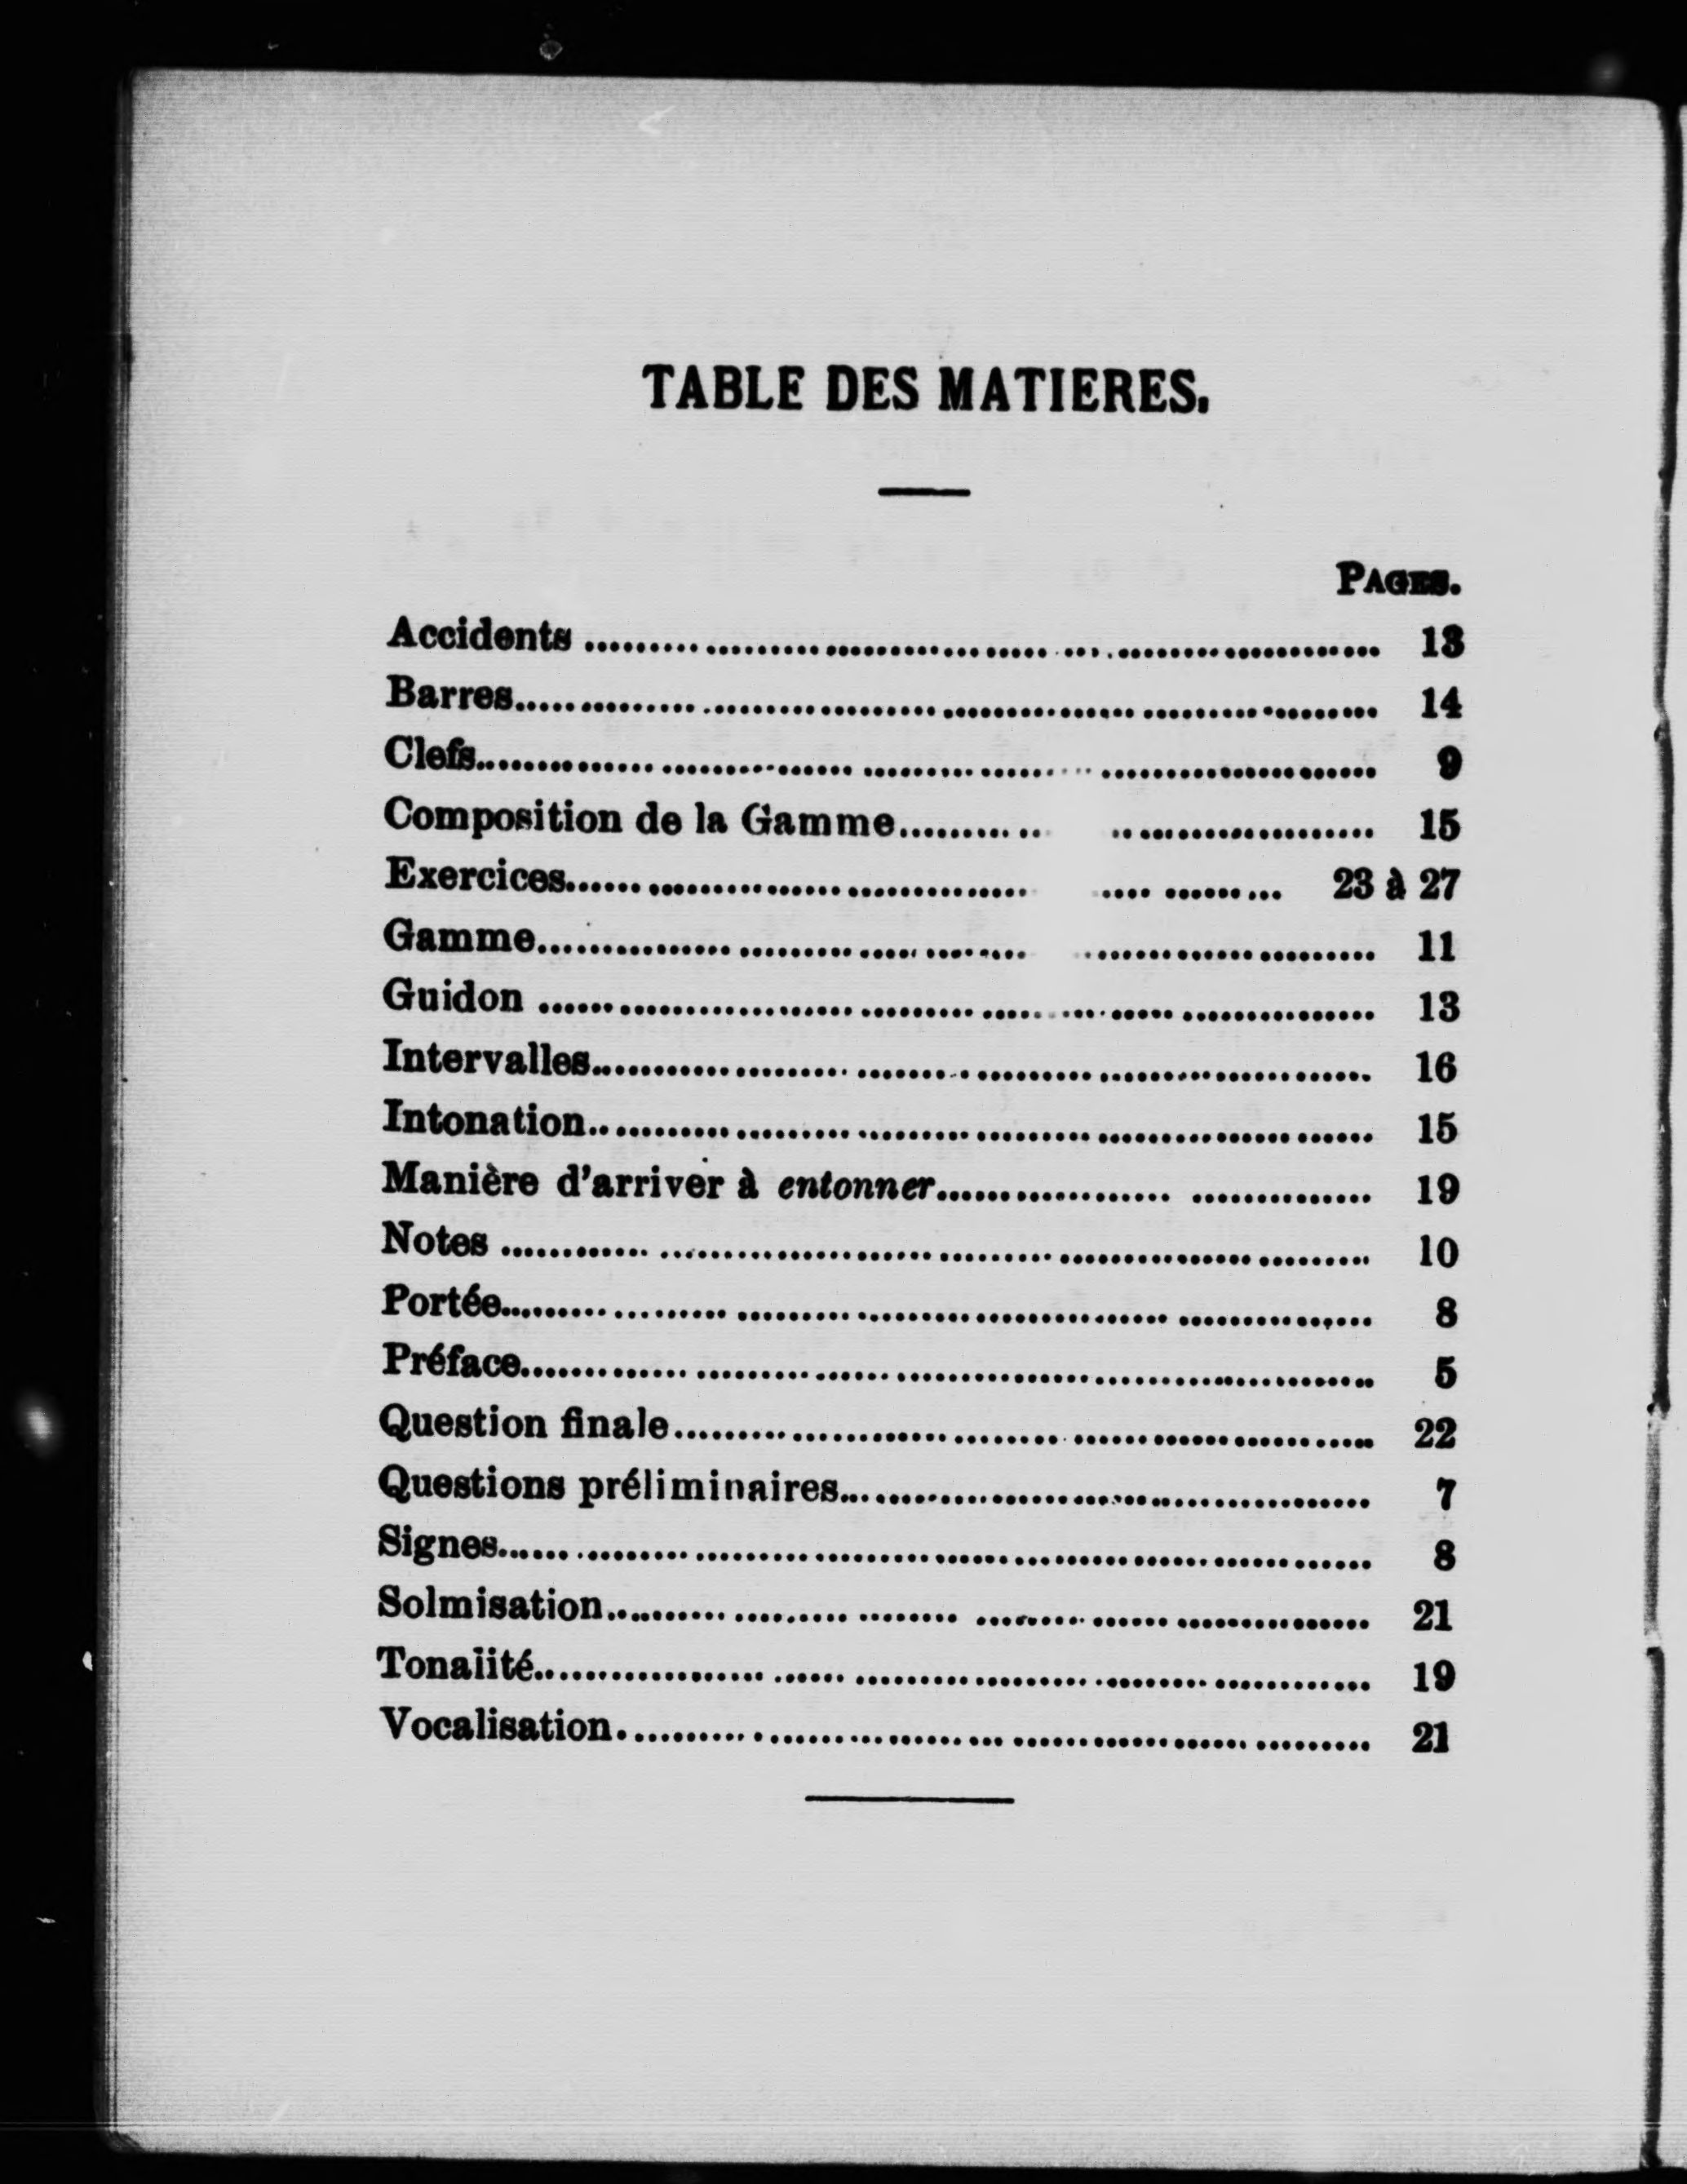 TABLE DES MATIERES.
PAGES.
Accidents ........................................ 13
Barres........................................ 14
Clefs........................................ 9
Composition de la Gamme........................................ 15
Exercices........................................ 23 à 27
Gamme........................................ 11
Guidon ........................................ 13
Intervalles........................................ 16
Intonation........................................ 15
Manière d'arriver à entonner........................................ 19
Notes ........................................ 10
Portée........................................ 8
Préface........................................ 5
Question finale........................................ 22
Questions préliminaires........................................ 7
Signes........................................ 8
Solmisation........................................ 21
Tonalité........................................ 19
Vocalisation........................................ 21